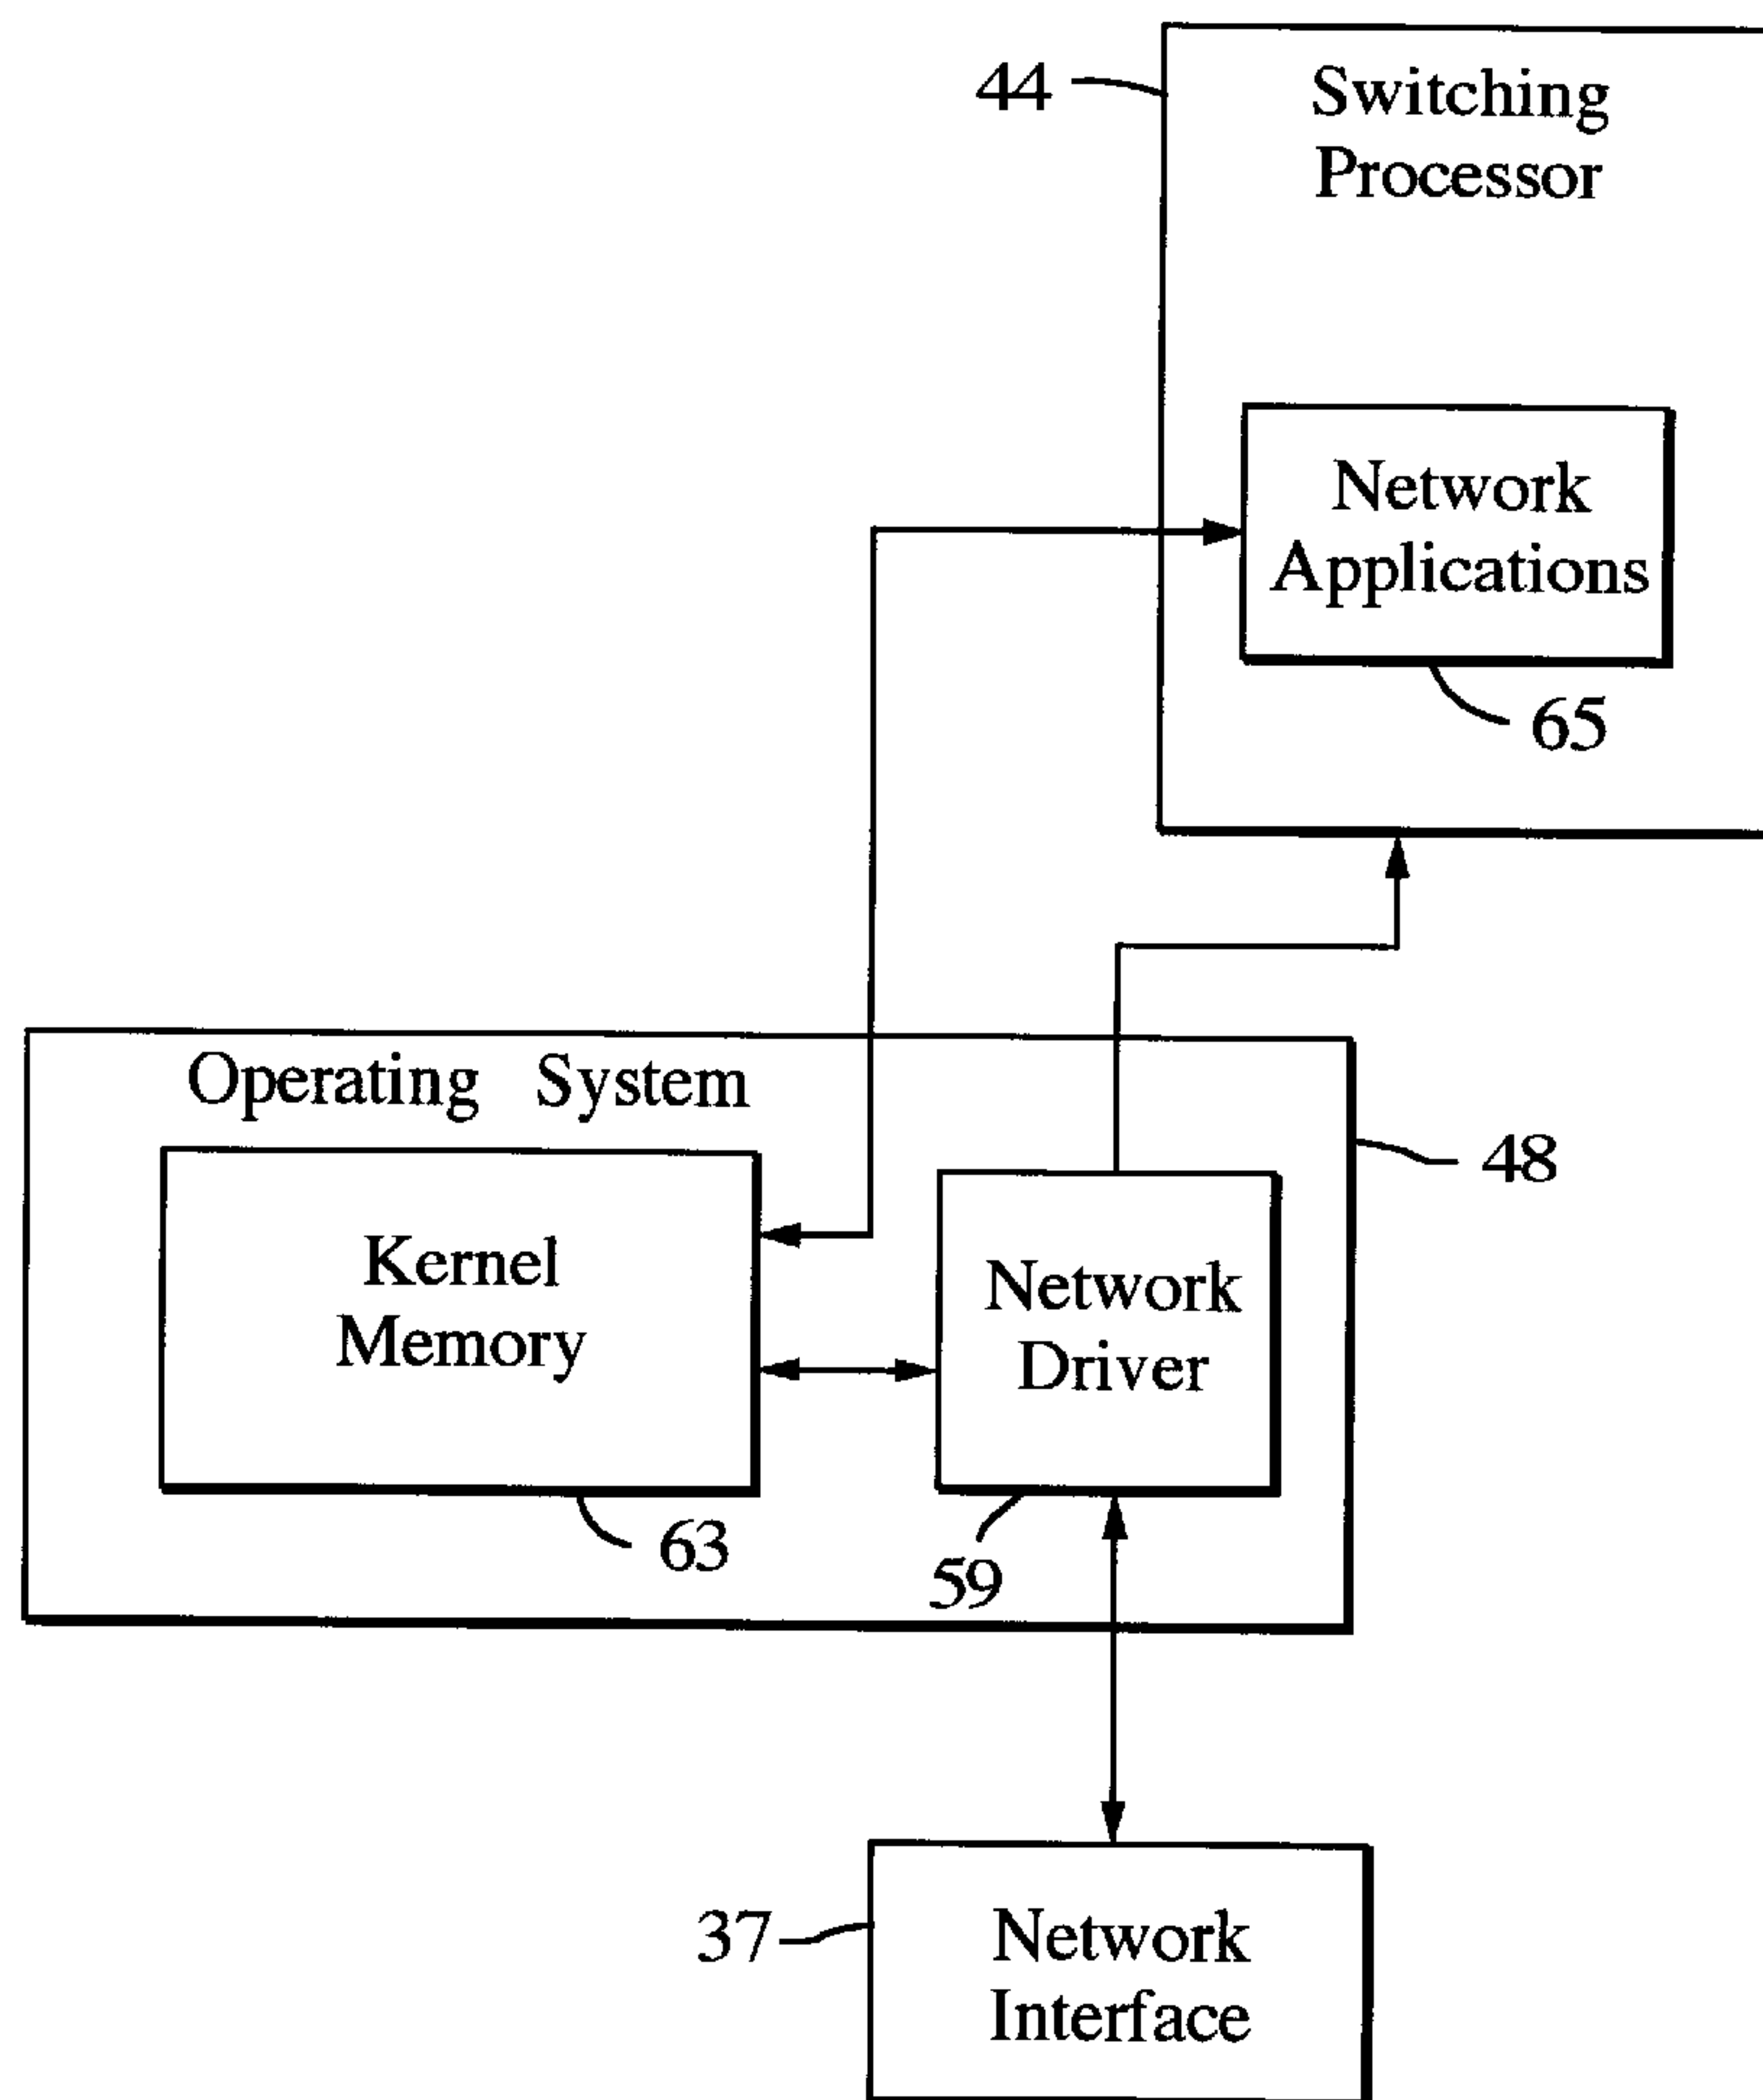 44
Switching
Processor
Network
Applications
65
Operating System
48
Kernel
Memory
Network
Driver
63
59
37
Network
Interface